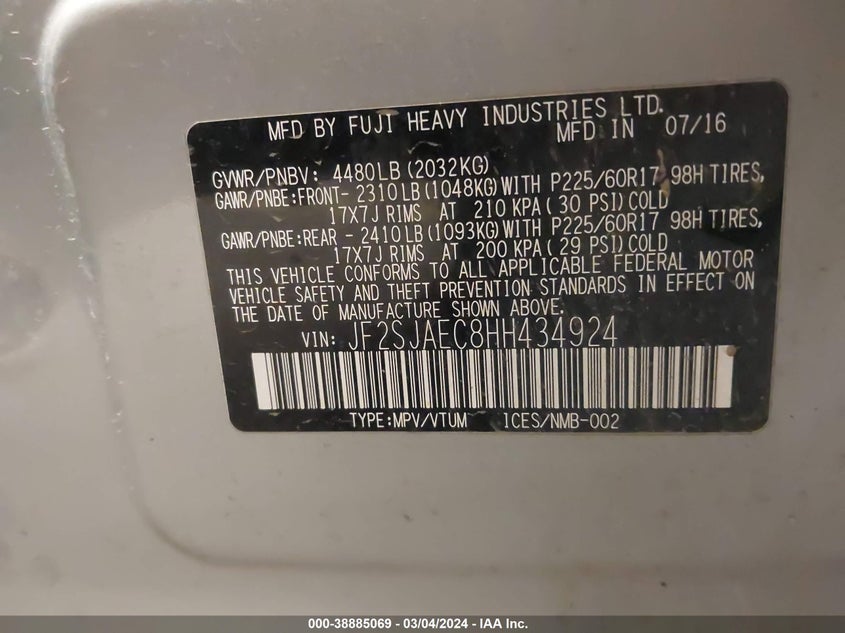 MFD BY FUJI HEAVY INDUSTRIES LTD.
MFD IN 07/16
GVWR/PNBV: 4480LB(2032KG)
GAWR/PNBE:FRONT- 2310LB(1048KG)WITH P225/60R17 98H TIRES,
17X7J RIMS AT 210 KPA( 30 PSI)COLD
GAWR/PNBE:REAR - 2410LB(1093KG)WITH P225/60R17 98H TIRES,
17X7J RIMS AT 200 KPA( 29 PSI)COLD
THIS VEHICLE CONFORMS TO ALL APPLICABLE FEDERAL MOTOR
VEHICLE SAFETY AND THEFT PREVENTION STANDARDS IN EFFECT ON
THE DATE OF MANUFACTURE SHOWN ABOVE.
VIN: JF2SJAEC8HH434924
TYPE:MPV/VTUM ICES/NMB-002
000-38885069 - 03/04/2024 - IAA Inc.